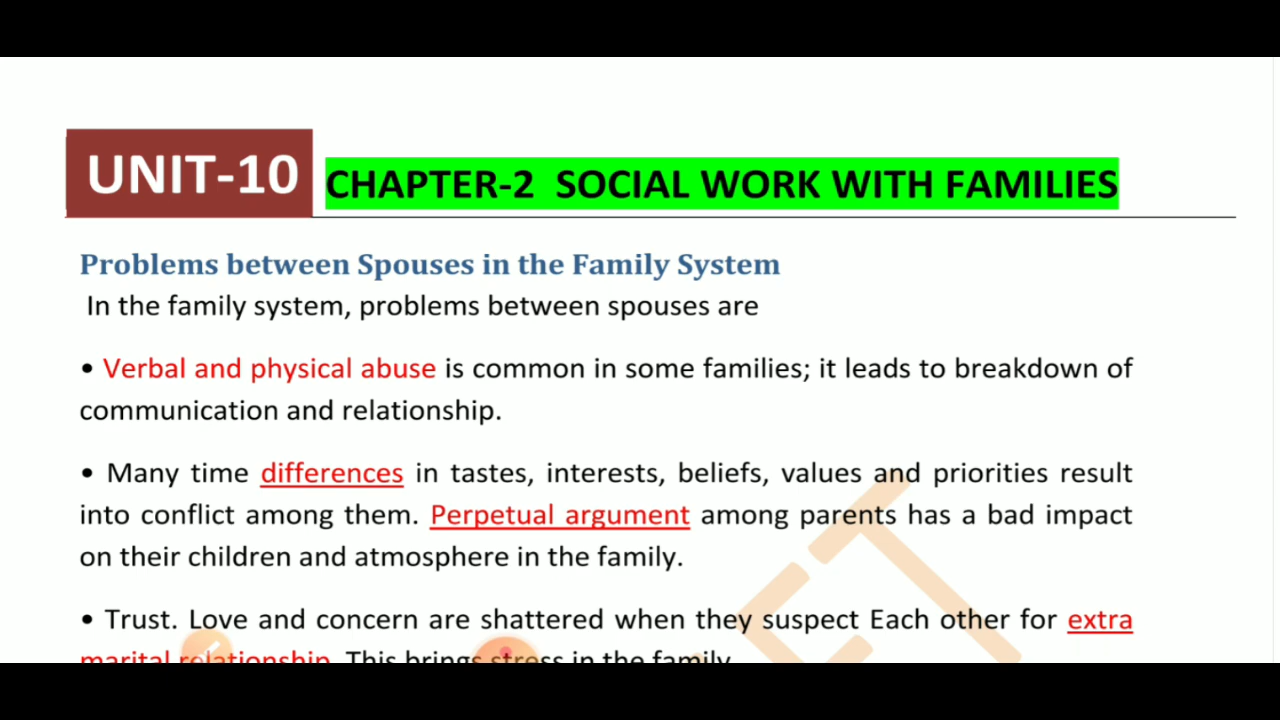 UNIT-10 CHAPTER-2 SOCIAL WORK WITH FAMILIES
Problems between Spouses in the Family System
In the family system, problems between spouses are
• Verbal and physical abuse is common in some families; it leads to breakdown of
communication and relationship.
• Many time differences in tastes, interests, beliefs, values and priorities result
into conflict among them. Perpetual argument among parents has a bad impact
on their children and atmosphere in the family.
• Trust. Love and concern are shattered when they suspect Each other for extra
marital relationship. This brings stress in the family.
ET